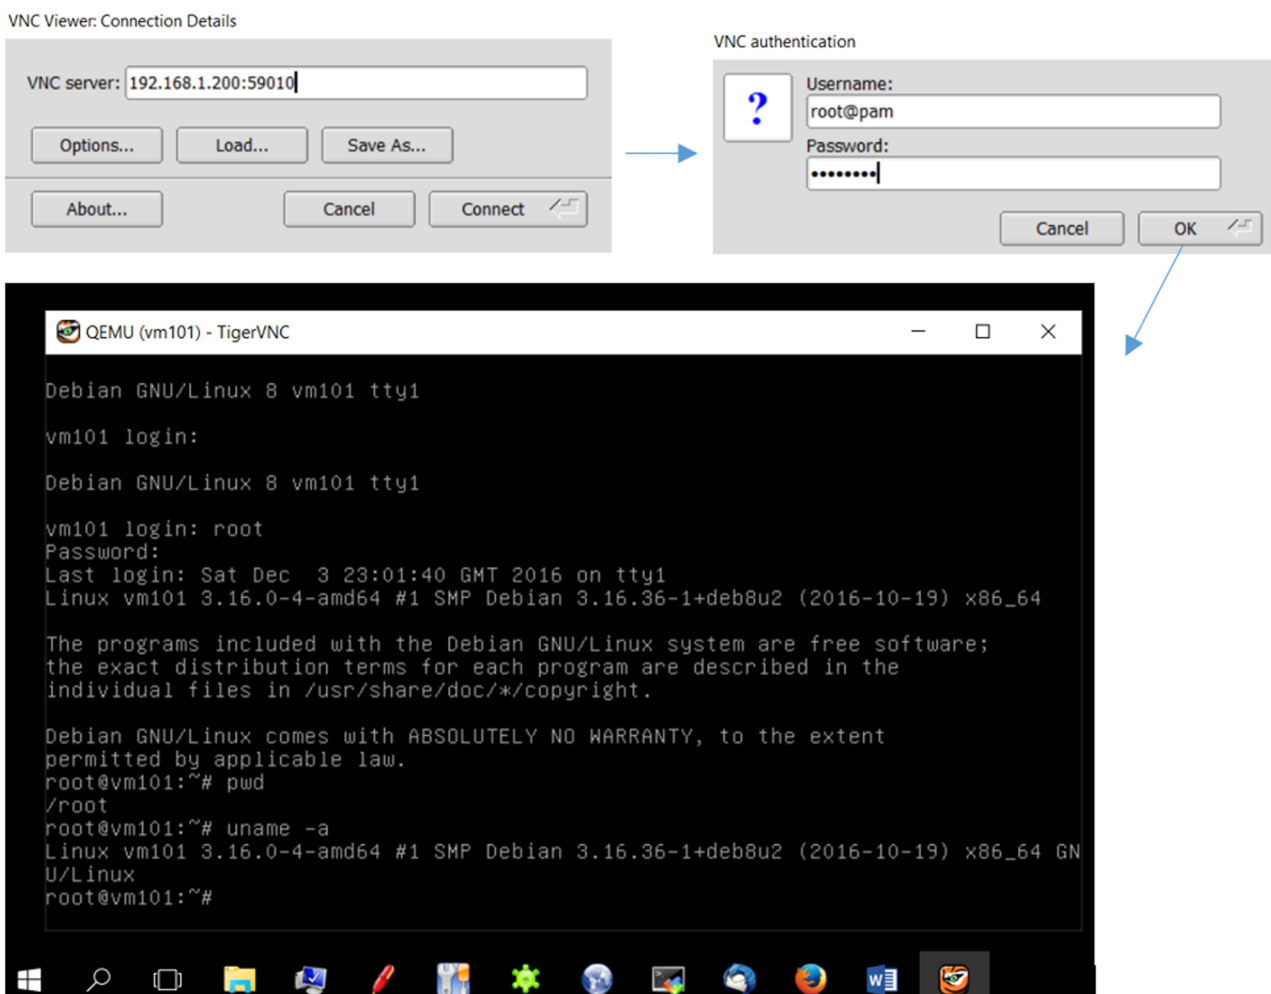 VNC Viewer: Connection Details
VNC server: 192.168.1.200:59010
Options... Load... Save As...
About... Cancel Connect
VNC authentication
?
Username:
root@pam
Password:
••••••••
Cancel OK
QEMU (vm101) - TigerVNC
Debian GNU/Linux 8 vm101 tty1
vm101 login:
Debian GNU/Linux 8 vm101 tty1
vm101 login: root
Password:
Last login: Sat Dec  3 23:01:40 GMT 2016 on tty1
Linux vm101 3.16.0-4-amd64 #1 SMP Debian 3.16.36-1+deb8u2 (2016-10-19) x86_64
The programs included with the Debian GNU/Linux system are free software;
the exact distribution terms for each program are described in the
individual files in /usr/share/doc/*/copyright.
Debian GNU/Linux comes with ABSOLUTELY NO WARRANTY, to the extent
permitted by applicable law.
root@vm101:~# pwd
/root
root@vm101:~# uname -a
Linux vm101 3.16.0-4-amd64 #1 SMP Debian 3.16.36-1+deb8u2 (2016-10-19) x86_64 GN
U/Linux
root@vm101:~#
W